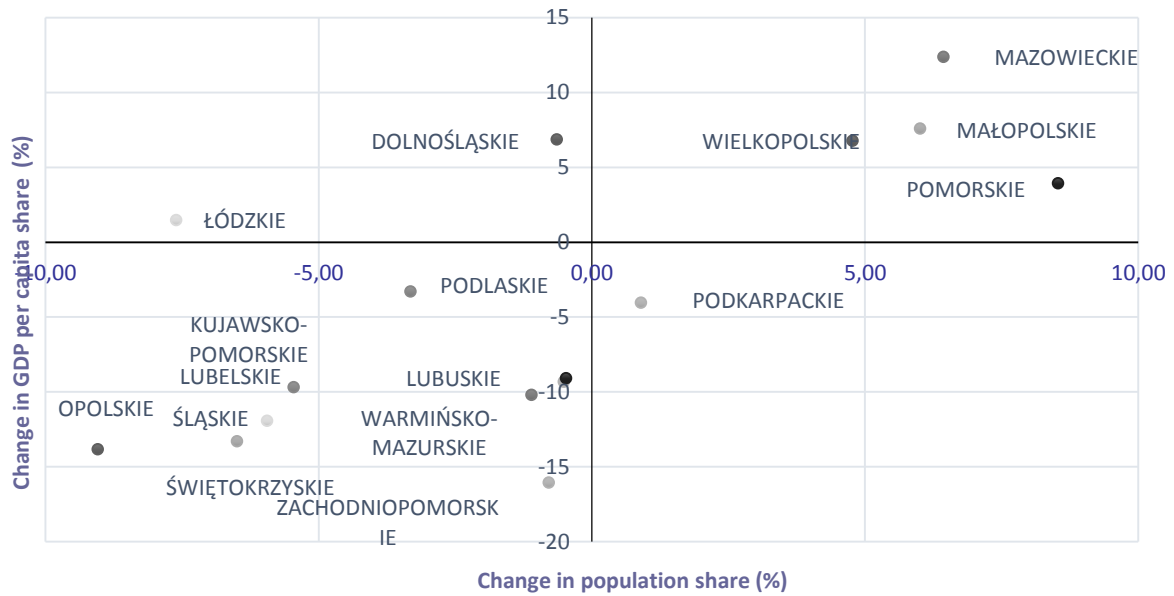 15
MAZOWIECKIE
10
DOLNOŚLĄSKIE
WIELKOPOLSKIE
MAŁOPOLSKIE
5
POMORSKIE
ŁÓDZKIE
0
-10,00
-5,00
0,00
5,00
10,00
PODLASKIE
PODKARPACKIE
-5
KUJAWSKO-
POMORSKIE
LUBELSKIE
LUBUSKIE
-10
OPOLSKIE
ŚLĄSKIE
WARMIŃSKO-
MAZURSKIE
-15
ŚWIĘTOKRZYSKIE
ZACHODNIOPOMORSK
IE
-20
Change in GDP per capita share (%)
Change in population share (%)